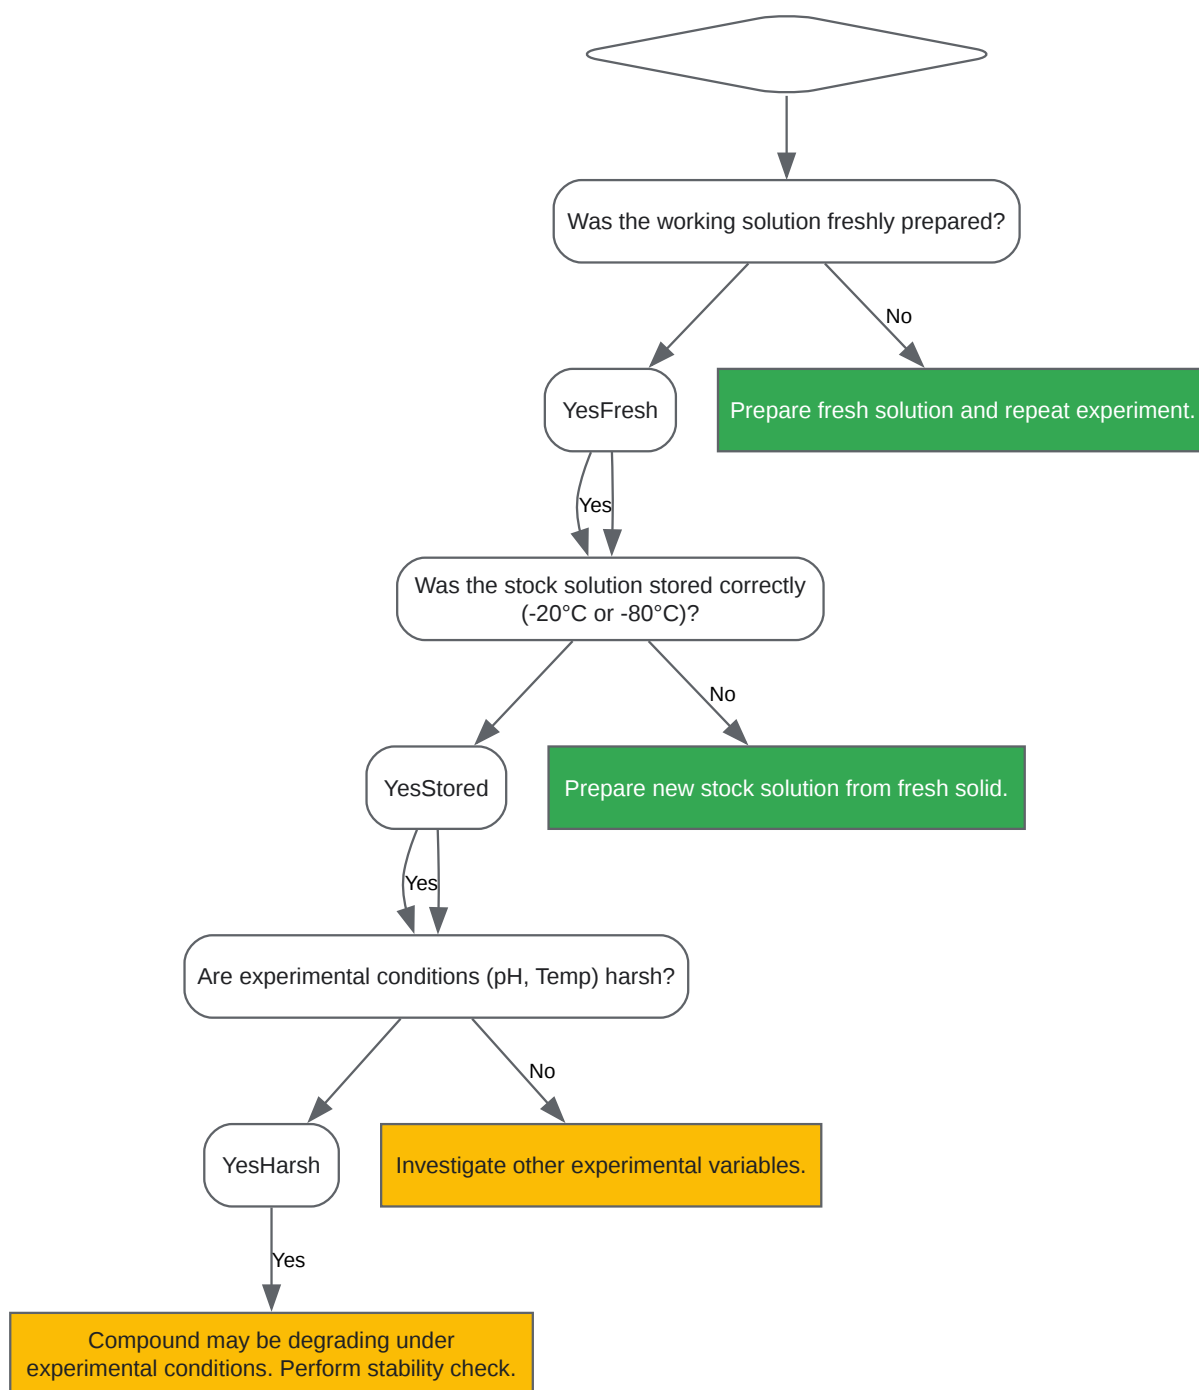 Was the working solution freshly prepared?
No
YesFresh
Prepare fresh solution and repeat experiment.
Yes
Was the stock solution stored correctly
(-20°C or -80°C)?
No
YesStored
Prepare new stock solution from fresh solid.
Yes
Are experimental conditions (pH, Temp) harsh?
No
YesHarsh
Investigate other experimental variables.
Yes
Compound may be degrading under
experimental conditions. Perform stability check.